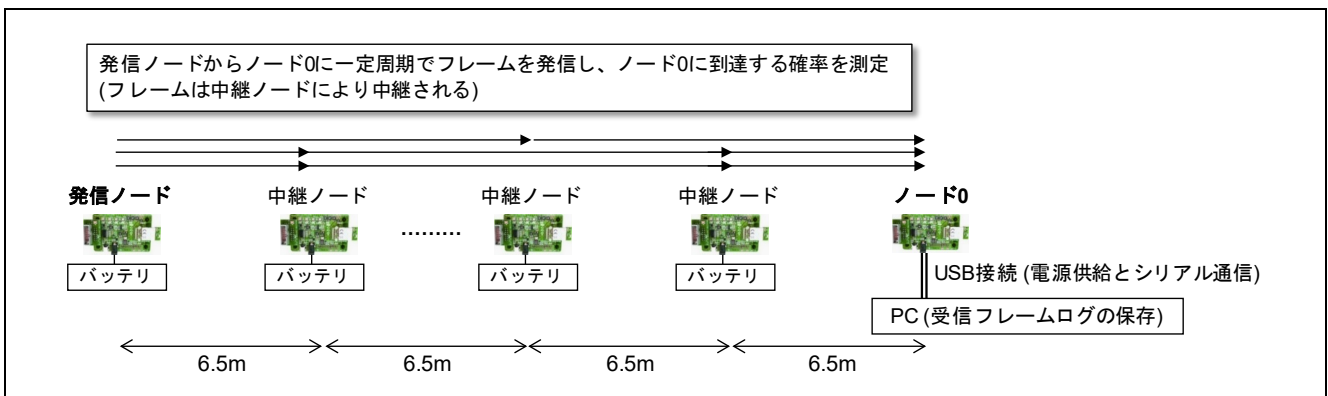 発信ノードからノード0に一定周期でフレームを発信し、ノード0に到達する確率を測定
(フレームは中継ノードにより中継される)
発信ノード 中継ノード 中継ノード 中継ノード ノード0
………
バッテリ バッテリ バッテリ バッテリ
USB接続 (電源供給とシリアル通信)
PC (受信フレームログの保存)
6.5m 6.5m 6.5m 6.5m